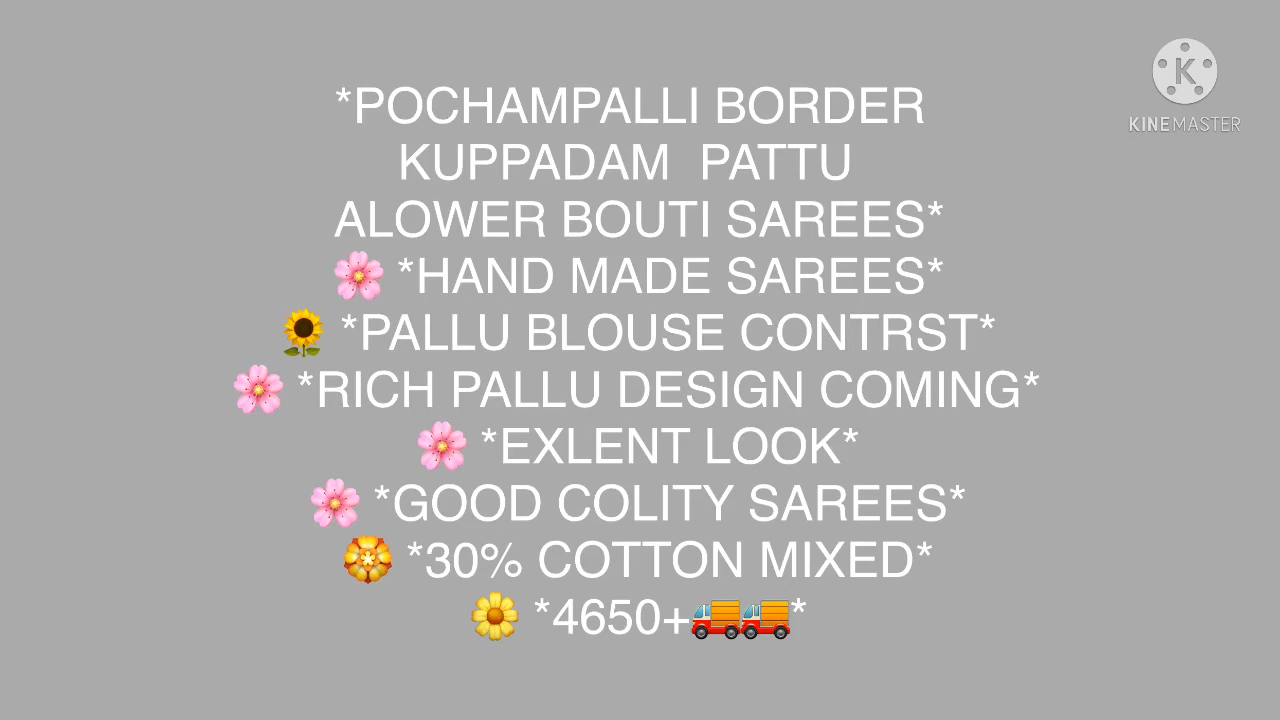 *POCHAMPALLI BORDER
KUPPADAM PATTU
ALOWER BOUTI SAREES*
🌸 *HAND MADE SAREES*
🌻 *PALLU BLOUSE CONTRST*
🌸 *RICH PALLU DESIGN COMING*
🌸 *EXLENT LOOK*
🌸 *GOOD COLITY SAREES*
🏵️ *30% COTTON MIXED*
🌼 *4650+🚚🚚*
K
KINEMASTER